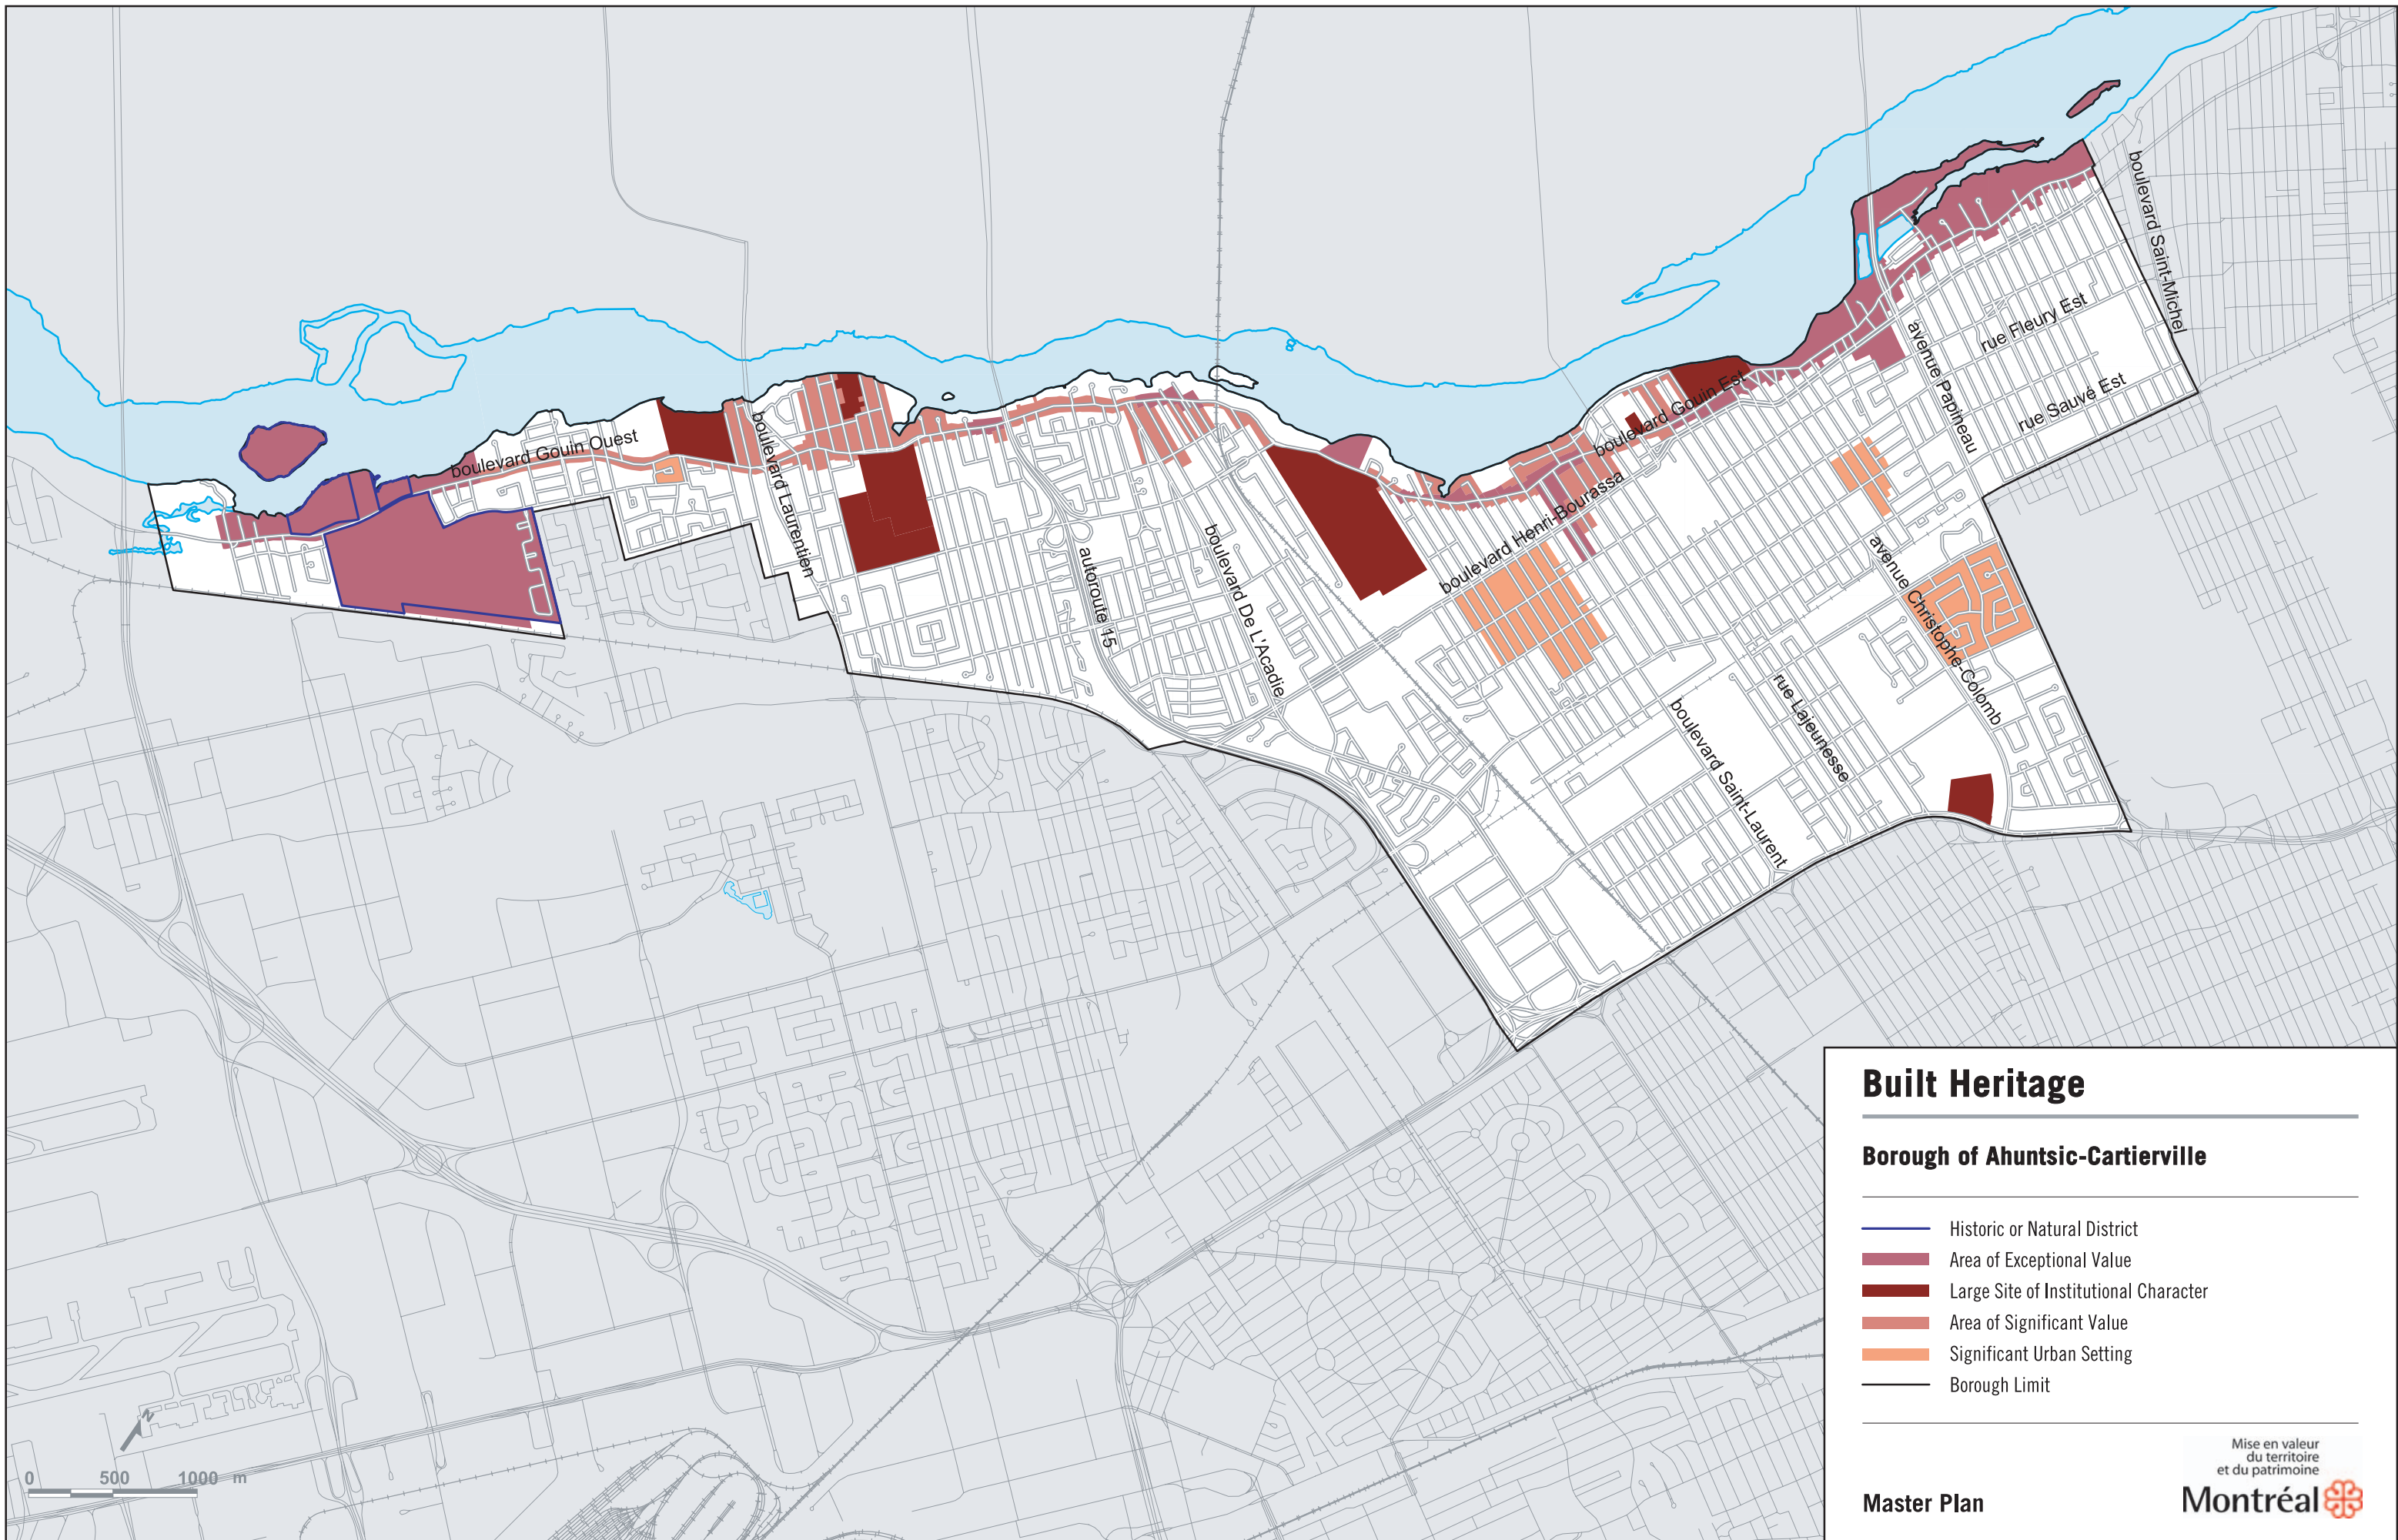 boulevard Saint-Michel
rue Fleury Est
avenue Papineau
rue Sauvé Est
boulevard Gouin Est
boulevard Gouin Ouest
boulevard Laurentien
boulevard Henri-Bourassa
autoroute 15
boulevard De L'Acadie
avenue Christophe-Colomb
rue Lajeunesse
boulevard Saint-Laurent
N
0 500 1000 m
Built Heritage
Borough of Ahuntsic-Cartierville
Historic or Natural District
Area of Exceptional Value
Large Site of Institutional Character
Area of Significant Value
Significant Urban Setting
Borough Limit
Mise en valeur
du territoire
et du patrimoine
Master Plan
Montréal